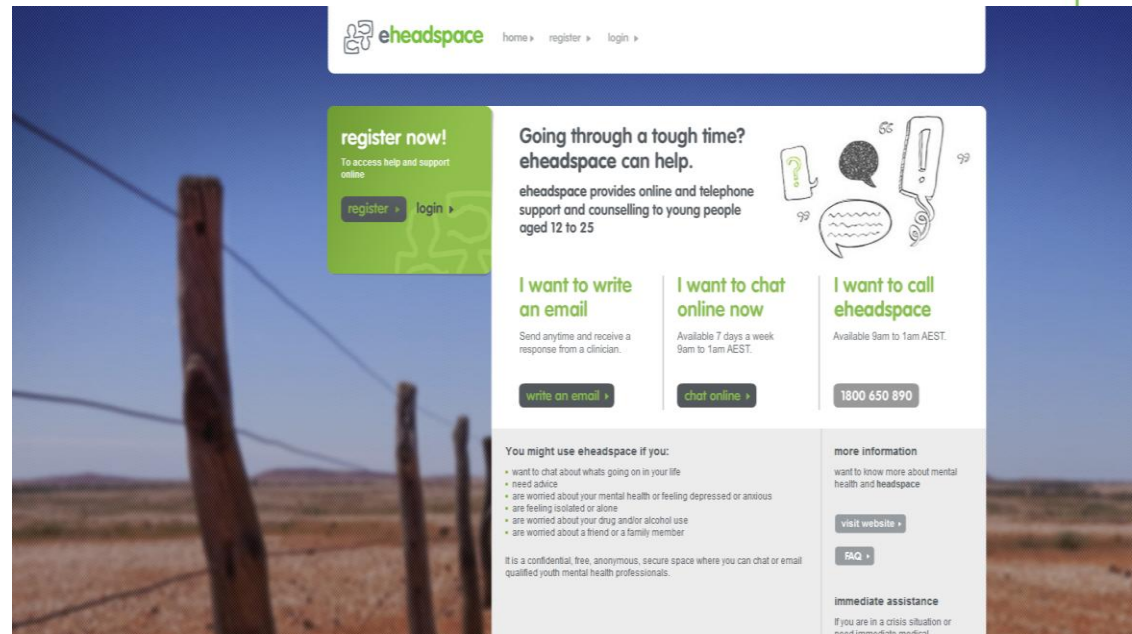 eheadspace
home register login
register now!
To access help and support
online
register login
Going through a tough time?
eheadspace can help.
eheadspace provides online and telephone
support and counselling to young people
aged 12 to 25
I want to write
an email
Send anytime and receive a
response from a clinician.
write an email
I want to chat
online now
Available 7 days a week
9am to 1am AEST.
chat online
I want to call
eheadspace
Available 9am to 1am AEST.
1800 650 890
You might use eheadspace if you:
• want to chat about whats going on in your life
• need advice
• are worried about your mental health or feeling depressed or anxious
• are feeling isolated or alone
• are worried about your drug and/or alcohol use
• are worried about a friend or a family member
It is a confidential, free, anonymous, secure space where you can chat or email
qualified youth mental health professionals.
more information
want to know more about mental
health and headspace
visit website
FAQ
immediate assistance
If you are in a crisis situation or
need immediate medical